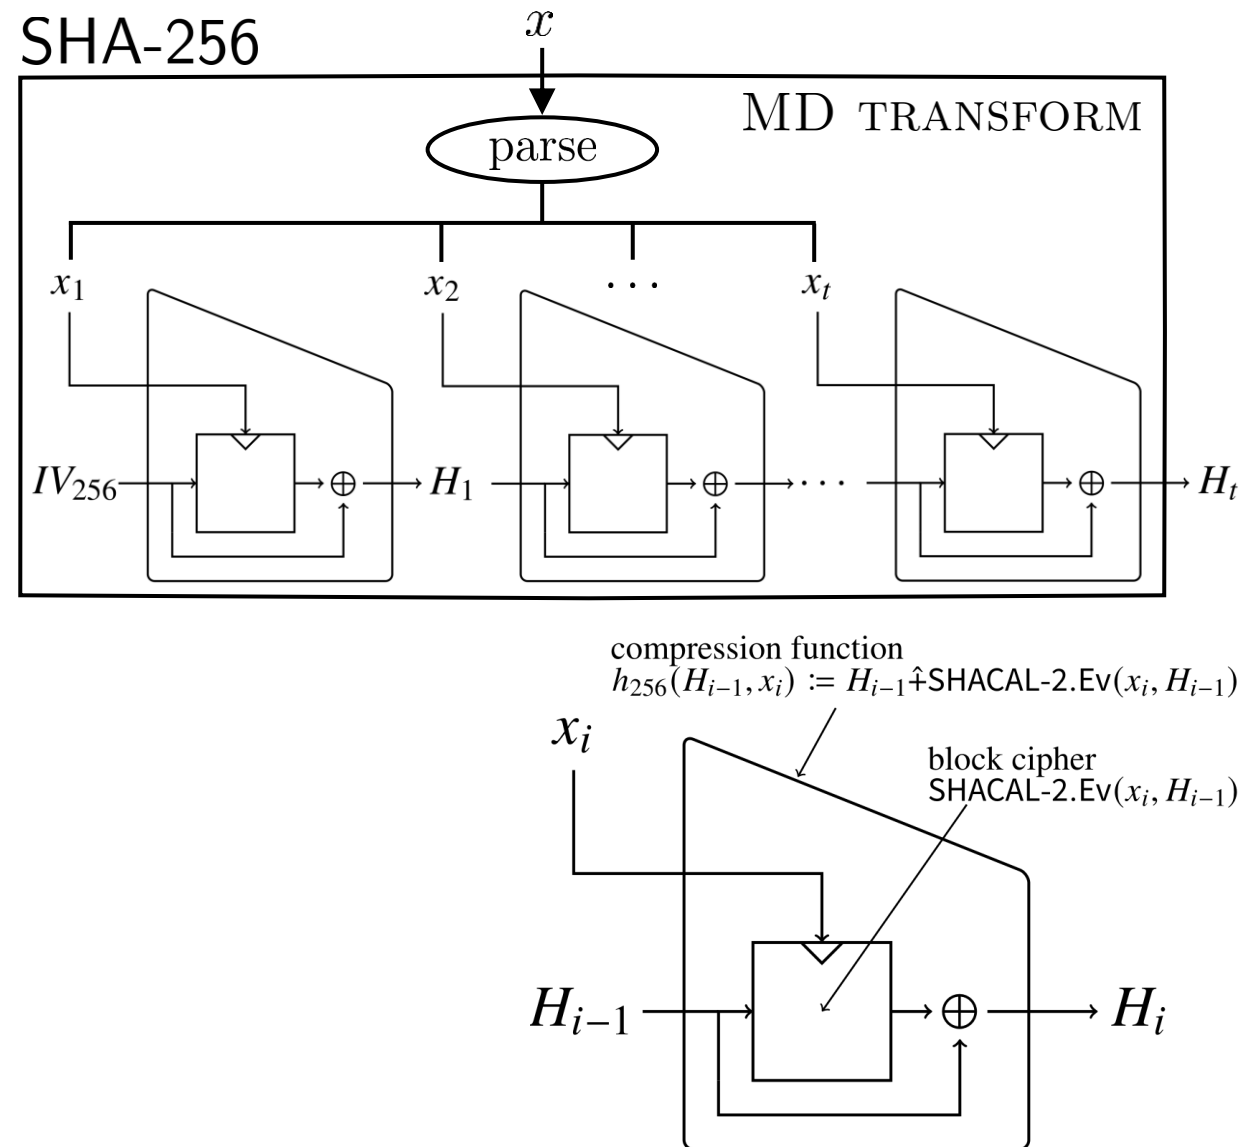 SHA-256
x
MD TRANSFORM
parse
x₁ x₂ ··· xₜ
IV₂₅₆ H₁ ··· Hₜ
compression function
h₂₅₆(Hᵢ₋₁, xᵢ) := Hᵢ₋₁ +̂ SHACAL-2.Ev(xᵢ, Hᵢ₋₁)
xᵢ
block cipher
SHACAL-2.Ev(xᵢ, Hᵢ₋₁)
Hᵢ₋₁ Hᵢ